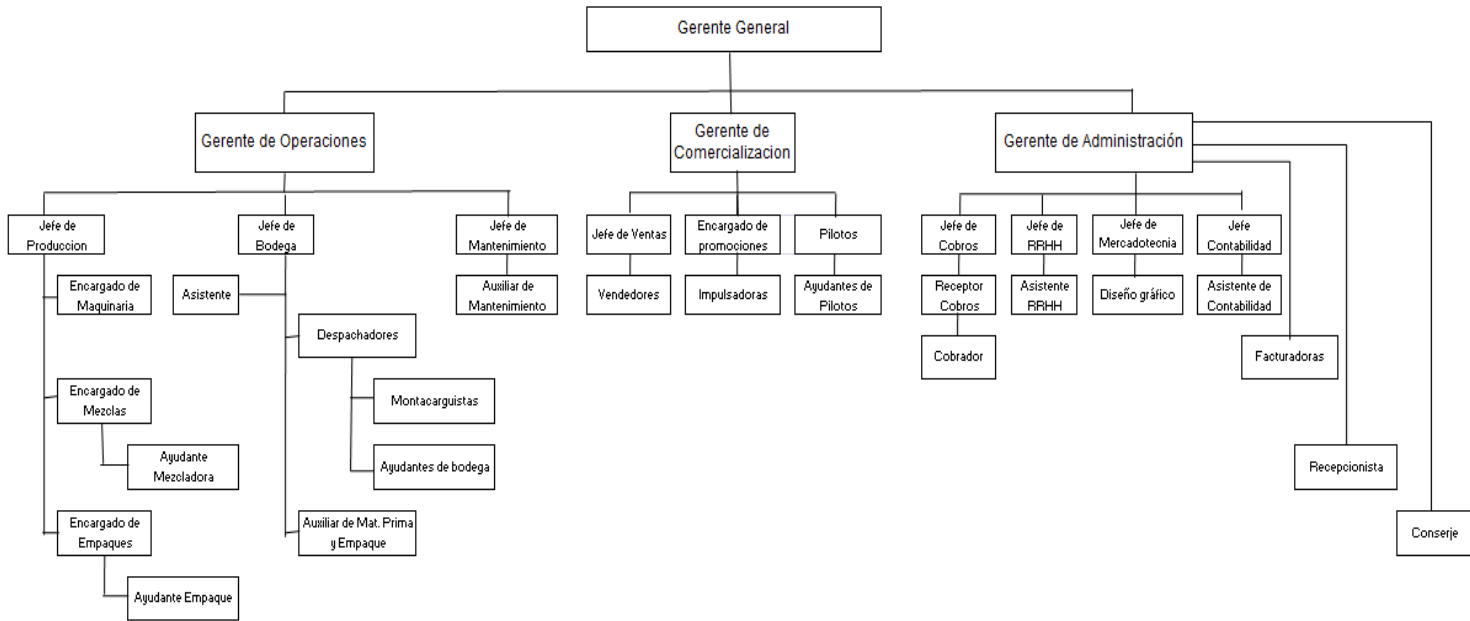 Gerente General
Gerente de Operaciones
Gerente de
Comercializacion
Gerente de Administración
Jefe de
Produccion
Jefe de
Bodega
Jefe de
Mantenimiento
Jefe de Ventas
Encargado de
promociones
Pilotos
Jefe de
Cobros
Jefe de
RRHH
Jefe de
Mercadotecnia
Jefe
Contabilidad
Encargado de
Maquinaria
Asistente
Auxiliar de
Mantenimiento
Vendedores
Impulsadoras
Ayudantes de
Pilotos
Receptor
Cobros
Asistente
RRHH
Diseño gráfico
Asistente de
Contabilidad
Despachadores
Cobrador
Facturadoras
Encargado de
Mezclas
Montacarguistas
Ayudante
Mezcladora
Ayudantes de bodega
Recepcionista
Encargado de
Empaques
Auxiliar de Mat. Prima
y Empaque
Conserje
Ayudante Empaque